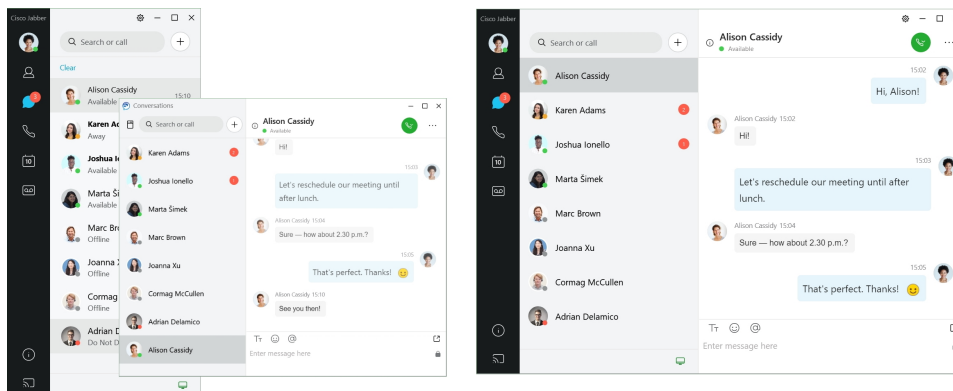 Cisco Jabber
Search or call
Clear
Alison Cassidy
Available
15:10
Karen Ad
Away
Joshua I
Available
Marta Ši
Available
Marc Bro
Offline
Joanna
Offline
Cormag
Offline
Adrian D
Do Not D
10
Conversations
Search or call
Karen Adams
Joshua Ionello
Marta Šimek
Marc Brown
Joanna Xu
Cormag McCullen
Adrian Delamico
Alison Cassidy
Alison Cassidy
Available
Hi!
15:03
Let's reschedule our meeting until
after lunch.
Alison Cassidy 15:04
Sure — how about 2.30 p.m.?
15:05
That's perfect. Thanks!
Alison Cassidy 15:10
See you then!
Enter message here
Cisco Jabber
Search or call
10
Alison Cassidy
Karen Adams
Joshua Ionello
Marta Šimek
Marc Brown
Joanna Xu
Cormag McCullen
Adrian Delamico
Alison Cassidy
Available
15:02
Hi, Alison!
Alison Cassidy 15:02
Hi!
15:03
Let's reschedule our meeting until after
lunch.
Alison Cassidy 15:04
Sure — how about 2.30 p.m.?
15:05
That's perfect. Thanks!
Enter message here